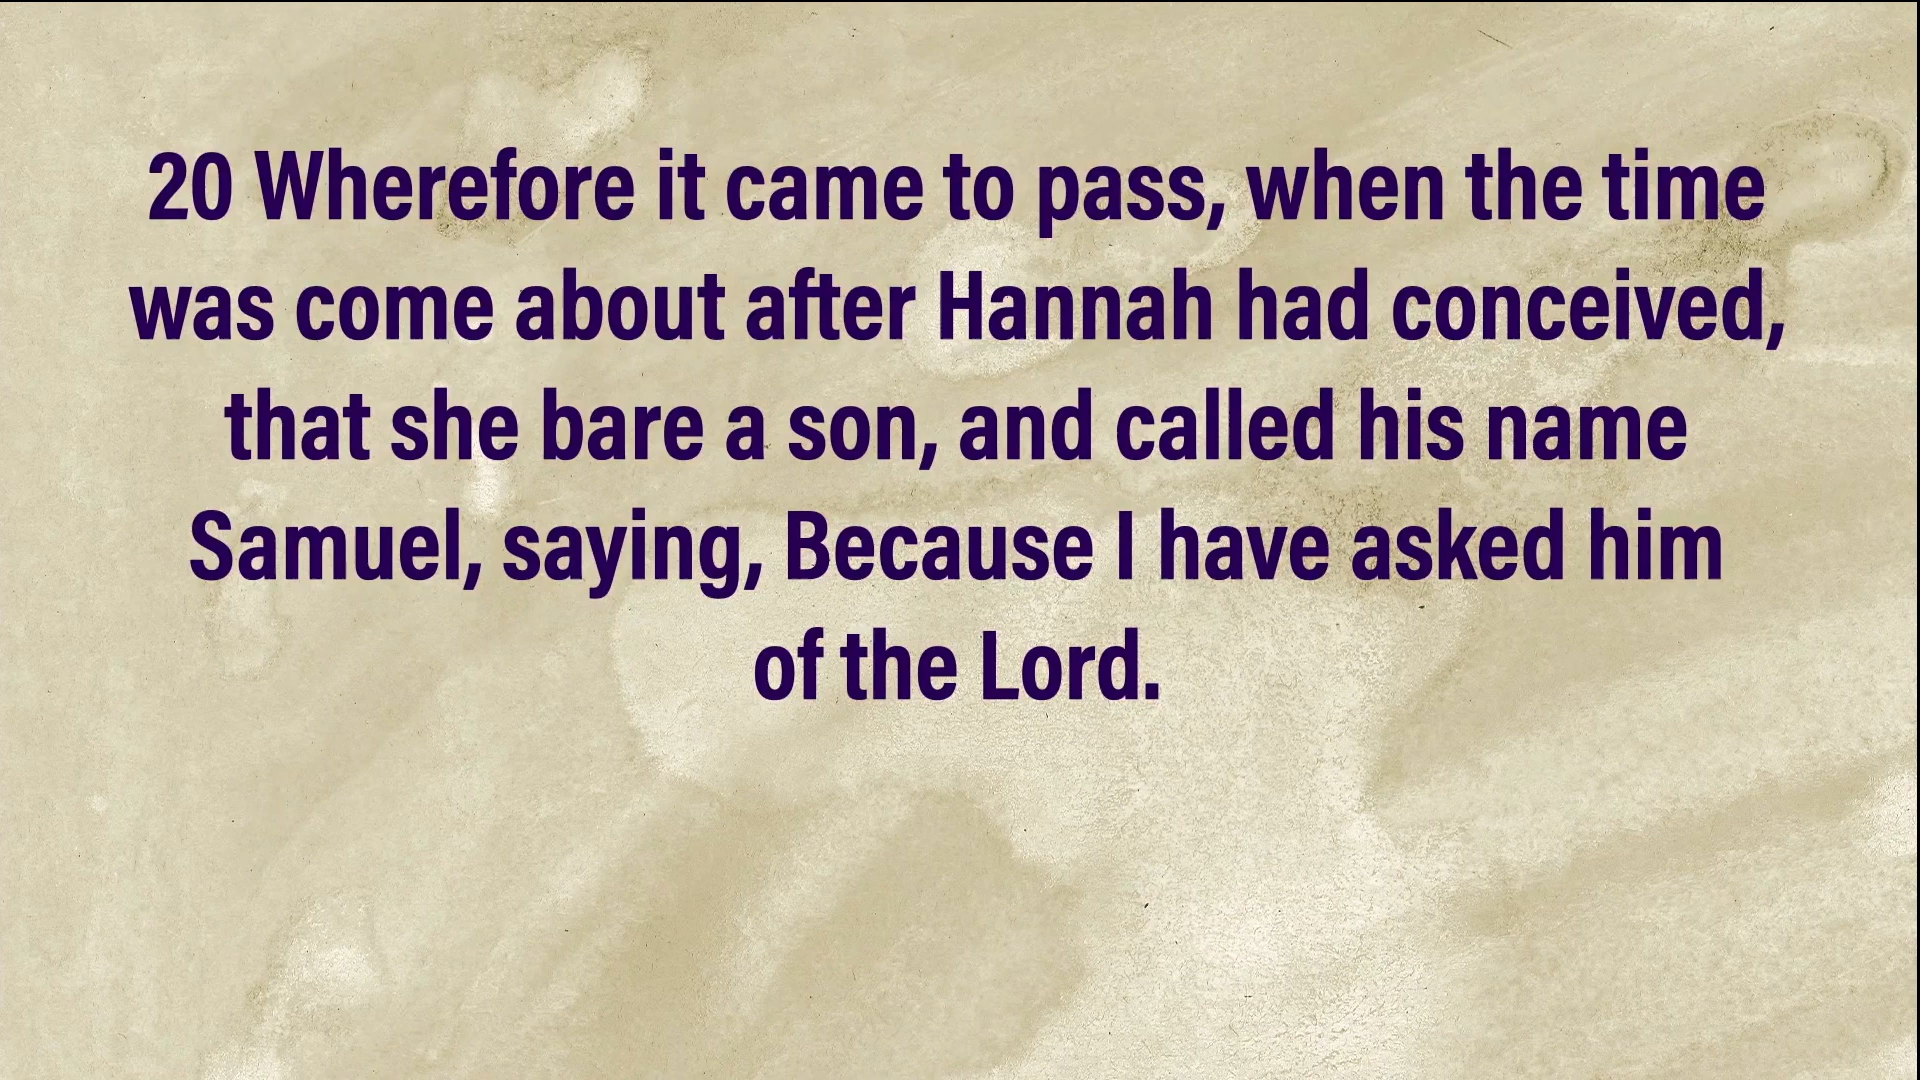 20 Wherefore it came to pass, when the time
was come about after Hannah had conceived,
that she bare a son, and called his name
Samuel, saying, Because I have asked him
of the Lord.